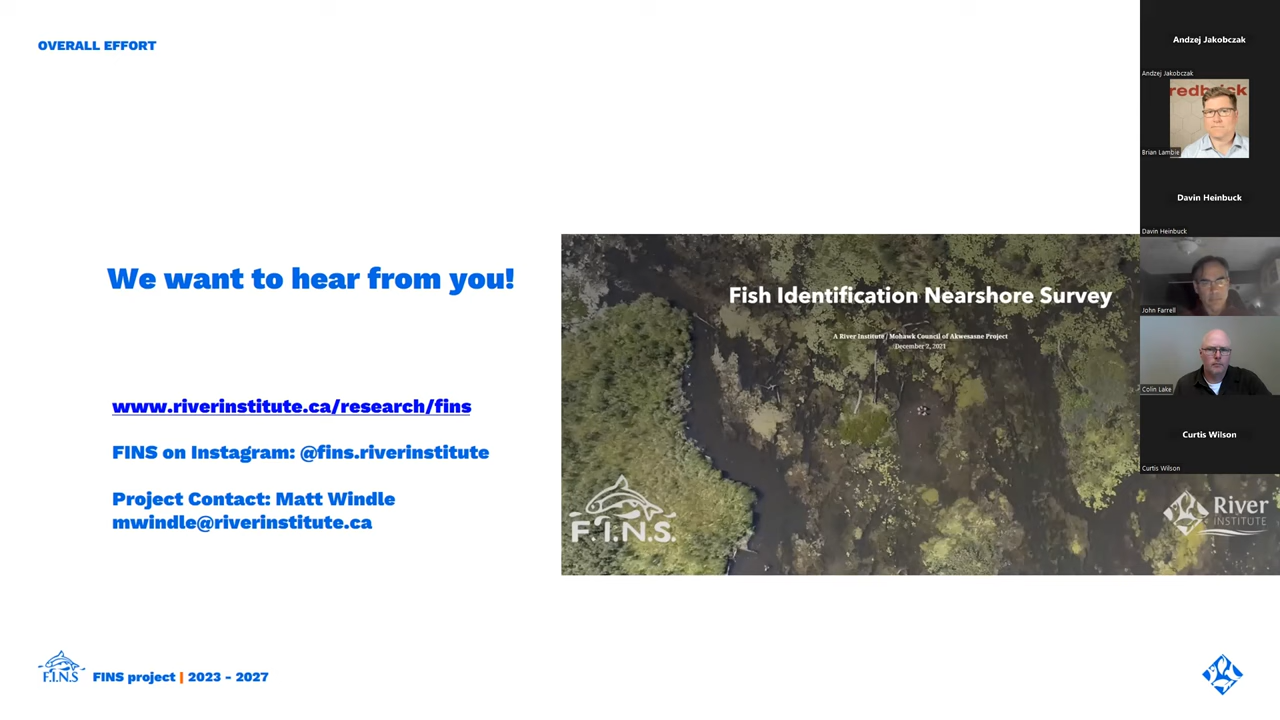 OVERALL EFFORT
We want to hear from you!
www.riverinstitute.ca/research/fins
FINS on Instagram: @fins.riverinstitute
Project Contact: Matt Windle
mwindle@riverinstitute.ca
Fish Identification Nearshore Survey
A River Institute / Mohawk Council of Akwesasne Project
December 2, 2021
F.I.N.S.
River
INSTITUTE
F.I.N.S
FINS project | 2023 - 2027
Andzej Jakobczak
Andzej Jakobczak
redbrick
Brian Lambie
Davin Heinbuck
Davin Heinbuck
John Farrell
Colin Lake
Curtis Wilson
Curtis Wilson